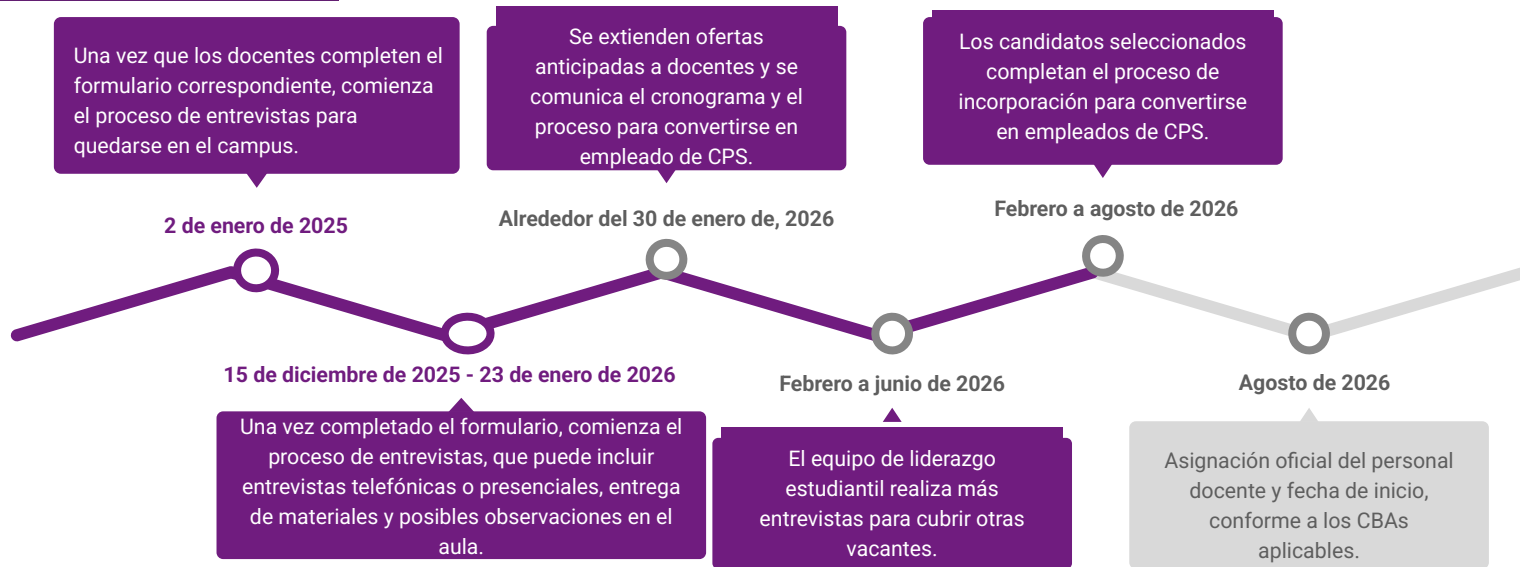 Una vez que los docentes completen el
formulario correspondiente, comienza
el proceso de entrevistas para
quedarse en el campus.
2 de enero de 2025
15 de diciembre de 2025 - 23 de enero de 2026
Una vez completado el formulario, comienza el
proceso de entrevistas, que puede incluir
entrevistas telefónicas o presenciales, entrega
de materiales y posibles observaciones en el
aula.
Se extienden ofertas
anticipadas a docentes y se
comunica el cronograma y el
proceso para convertirse en
empleado de CPS.
Alrededor del 30 de enero de, 2026
Febrero a junio de 2026
El equipo de liderazgo
estudiantil realiza más
entrevistas para cubrir otras
vacantes.
Los candidatos seleccionados
completan el proceso de
incorporación para convertirse
en empleados de CPS.
Febrero a agosto de 2026
Agosto de 2026
Asignación oficial del personal
docente y fecha de inicio,
conforme a los CBAs
aplicables.